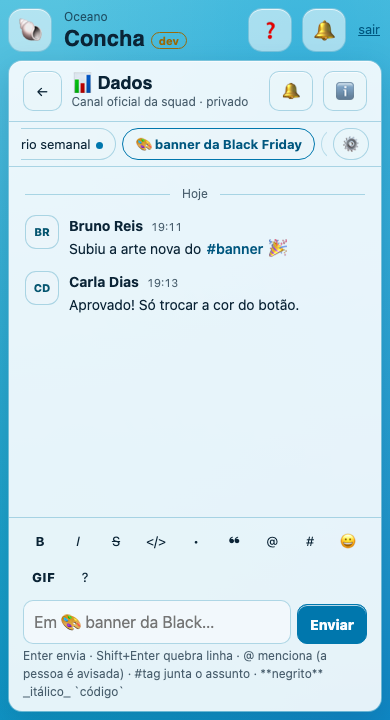 Oceano
Concha dev
sair
Dados
Canal oficial da squad · privado
rio semanal
banner da Black Friday
Hoje
BR
Bruno Reis 19:11
Subiu a arte nova do #banner
CD
Carla Dias 19:13
Aprovado! Só trocar a cor do botão.
B I S </> • ❝ @ #
GIF ?
Em 🎨 banner da Black...
Enviar
Enter envia · Shift+Enter quebra linha · @ menciona (a
pessoa é avisada) · #tag junta o assunto · **negrito**
_itálico_ `código`